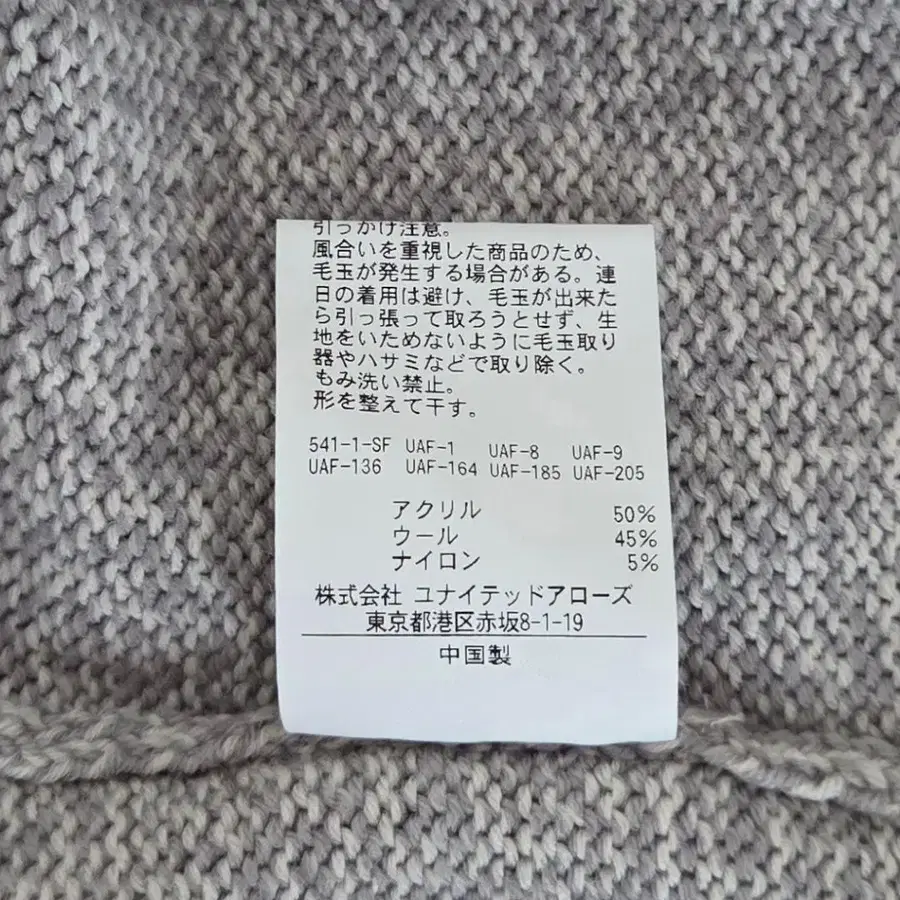 引っかけ注意。
風合いを重視した商品のため、
毛玉が発生する場合がある。連
日の着用は避け、毛玉が出来た
ら引っ張って取ろうとせず、生
地をいためないように毛玉取り
器やハサミなどで取り除く。
もみ洗い禁止。
形を整えて干す。
541-1-SF UAF-1 UAF-8 UAF-9
UAF-136 UAF-164 UAF-185 UAF-205
アクリル 50%
ウール 45%
ナイロン 5%
株式会社 ユナイテッドアローズ
東京都港区赤坂8-1-19
中国製